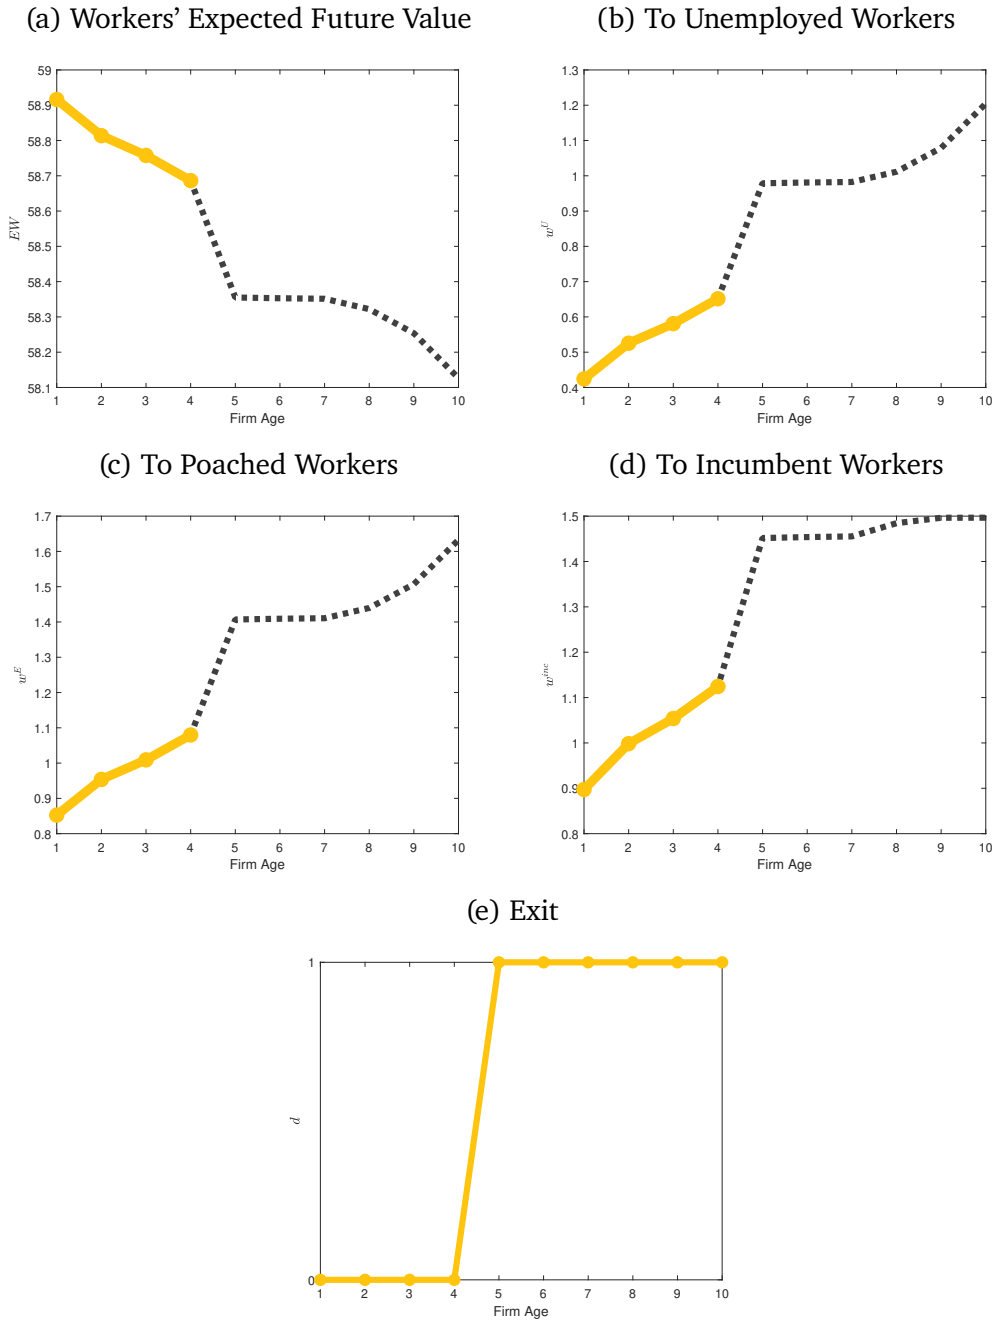 (a) Workers' Expected Future Value
(b) To Unemployed Workers
59
58.9
58.8
58.7
58.6
58.5
58.4
58.3
58.2
58.1
EW
1 2 3 4 5 6 7 8 9 10
Firm Age
1.3
1.2
1.1
1
0.9
0.8
0.7
0.6
0.5
0.4
w^U
1 2 3 4 5 6 7 8 9 10
Firm Age
(c) To Poached Workers
(d) To Incumbent Workers
1.7
1.6
1.5
1.4
1.3
1.2
1.1
1
0.9
0.8
w^E
1 2 3 4 5 6 7 8 9 10
Firm Age
1.5
1.4
1.3
1.2
1.1
1
0.9
0.8
w^inc
1 2 3 4 5 6 7 8 9 10
Firm Age
(e) Exit
1
0
d
1 2 3 4 5 6 7 8 9 10
Firm Age